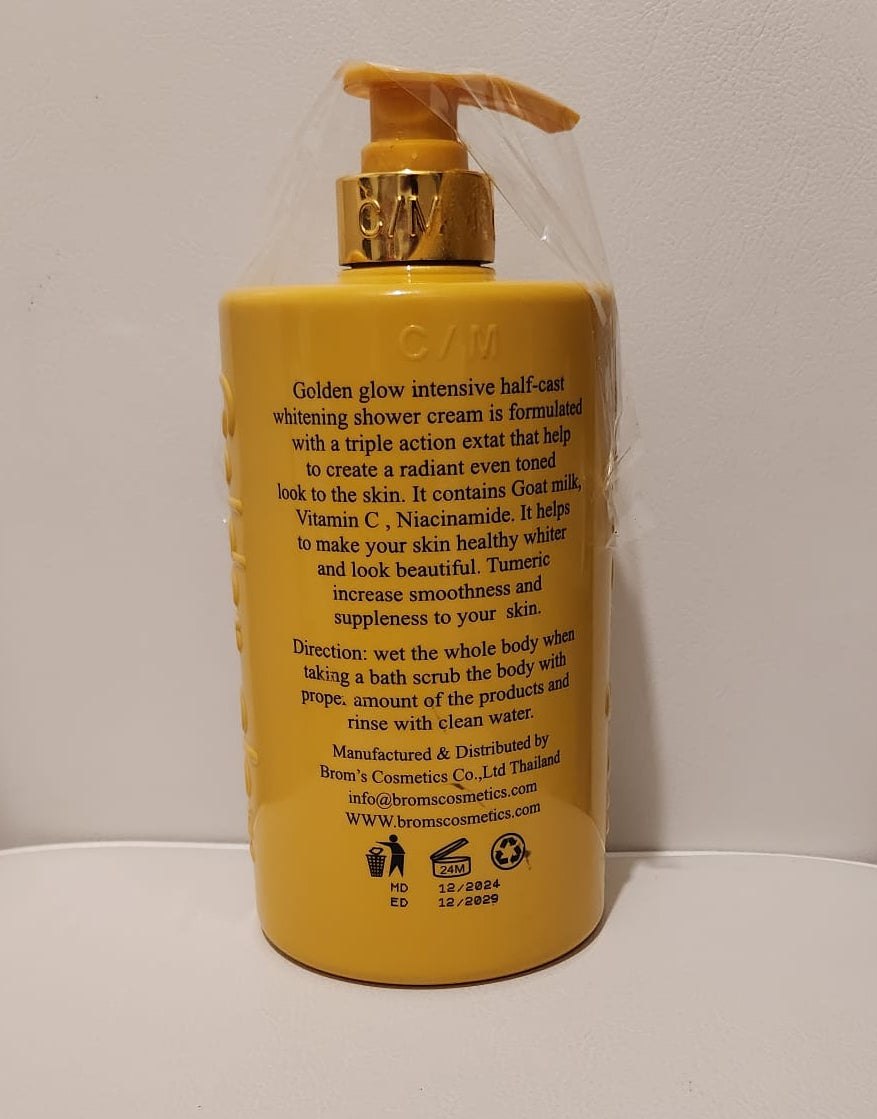 C/M
C/M
Golden glow intensive half-cast
whitening shower cream is formulated
with a triple action extat that help
to create a radiant even toned
look to the skin. It contains Goat milk,
Vitamin C , Niacinamide. It helps
to make your skin healthy whiter
and look beautiful. Tumeric
increase smoothness and
suppleness to your skin.
Direction: wet the whole body when
taking a bath scrub the body with
proper amount of the products and
rinse with clean water.
Manufactured & Distributed by
Brom's Cosmetics Co.,Ltd Thailand
info@bromscosmetics.com
WWW.bromscosmetics.com
24M
MD 12/2024
ED 12/2029